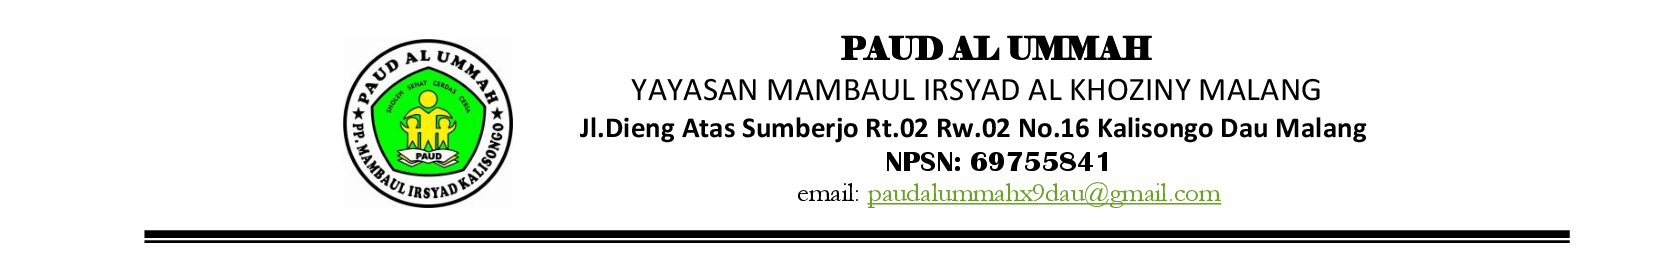 PAUD AL UMMAH
SHOLEH SEHAT CERDAS CERIA
PAUD
PP. MAMBAUL IRSYAD KALISONGO
PAUD AL UMMAH
YAYASAN MAMBAUL IRSYAD AL KHOZINY MALANG
Jl.Dieng Atas Sumberjo Rt.02 Rw.02 No.16 Kalisongo Dau Malang
NPSN: 69755841
email: paudalummahx9dau@gmail.com